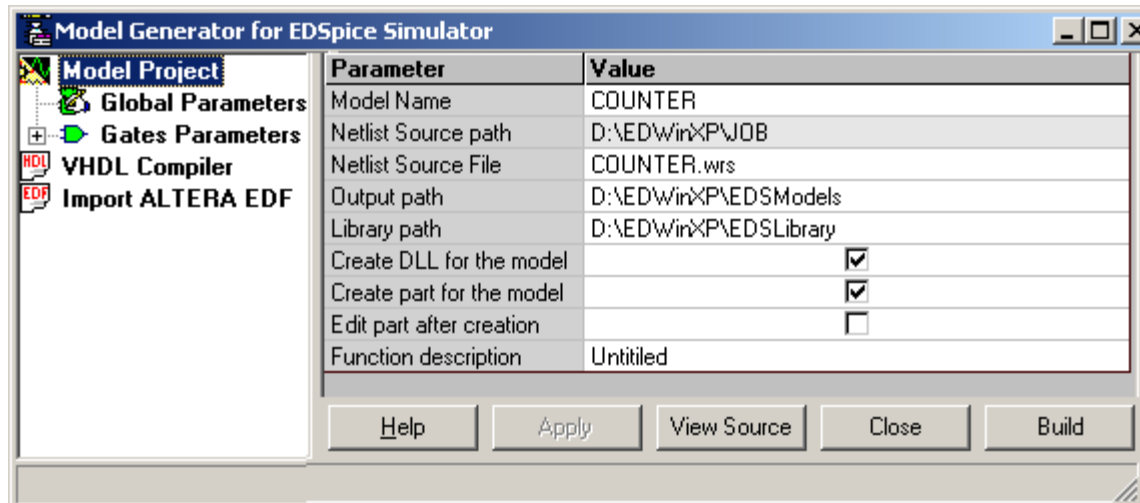 Model Generator for EDSpice Simulator
Model Project
Global Parameters
Gates Parameters
HDL VHDL Compiler
EDF Import ALTERA EDF
Parameter Value
Model Name COUNTER
Netlist Source path D:\EDWinXP\JOB
Netlist Source File COUNTER.wrs
Output path D:\EDWinXP\EDSModels
Library path D:\EDWinXP\EDSLibrary
Create DLL for the model
Create part for the model
Edit part after creation
Function description Untitiled
Help Apply View Source Close Build